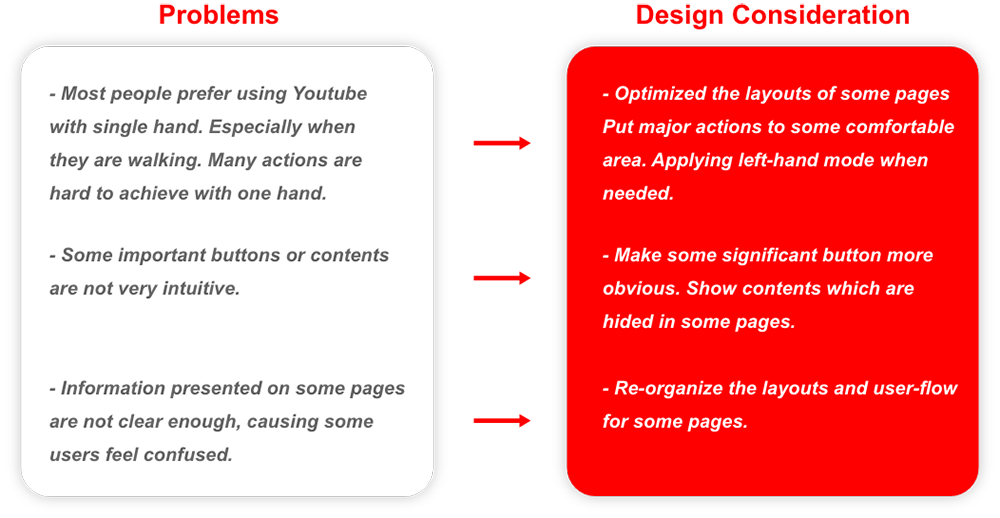 Problems
- Most people prefer using Youtube
with single hand. Especially when
they are walking. Many actions are
hard to achieve with one hand.
- Some important buttons or contents
are not very intuitive.
- Information presented on some pages
are not clear enough, causing some
users feel confused.
Design Consideration
- Optimized the layouts of some pages
Put major actions to some comfortable
area. Applying left-hand mode when
needed.
- Make some significant button more
obvious. Show contents which are
hided in some pages.
- Re-organize the layouts and user-flow
for some pages.